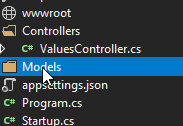 wwwroot
Controllers
C# ValuesController.cs
Models
appsettings.json
C# Program.cs
C# Startup.cs